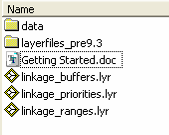 Name
data
layerfiles_pre9.3
Getting Started.doc
linkage_buffers.lyr
linkage_priorities.lyr
linkage_ranges.lyr